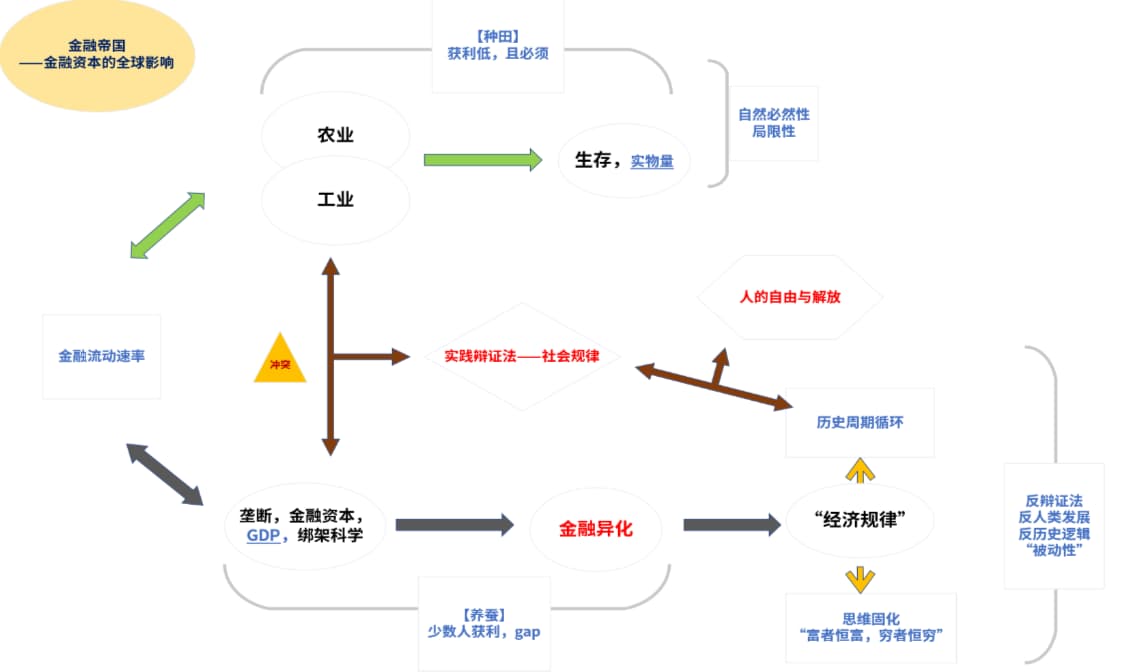 金融帝国
——金融资本的全球影响
【种田】
获利低，且必须
自然必然性
局限性
农业
生存，实物量
工业
人的自由与解放
金融流动速率
冲突
实践辩证法——社会规律
历史周期循环
垄断，金融资本，
GDP，绑架科学
金融异化
“经济规律”
反辩证法
反人类发展
反历史逻辑
“被动性”
【养蚕】
少数人获利，gap
思维固化
“富者恒富，穷者恒穷”